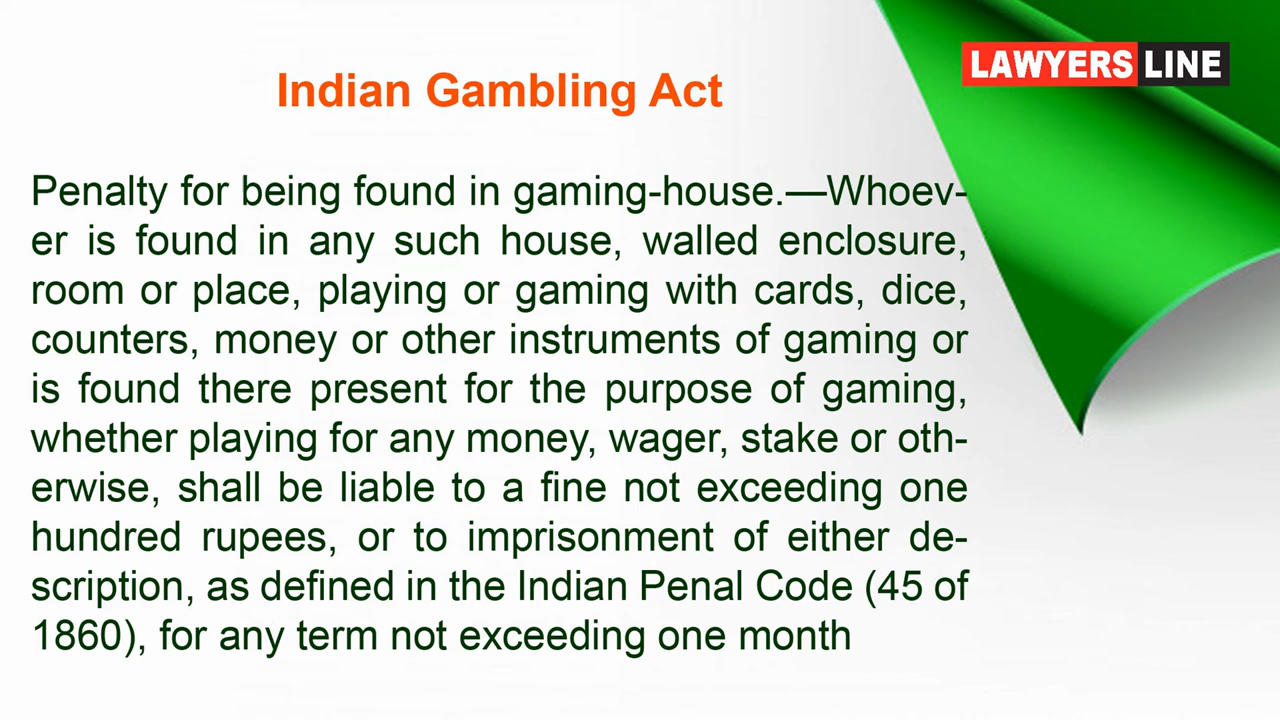 LAWYERS LINE
Indian Gambling Act
Penalty for being found in gaming-house.—Whoev-
er is found in any such house, walled enclosure,
room or place, playing or gaming with cards, dice,
counters, money or other instruments of gaming or
is found there present for the purpose of gaming,
whether playing for any money, wager, stake or oth-
erwise, shall be liable to a fine not exceeding one
hundred rupees, or to imprisonment of either de-
scription, as defined in the Indian Penal Code (45 of
1860), for any term not exceeding one month